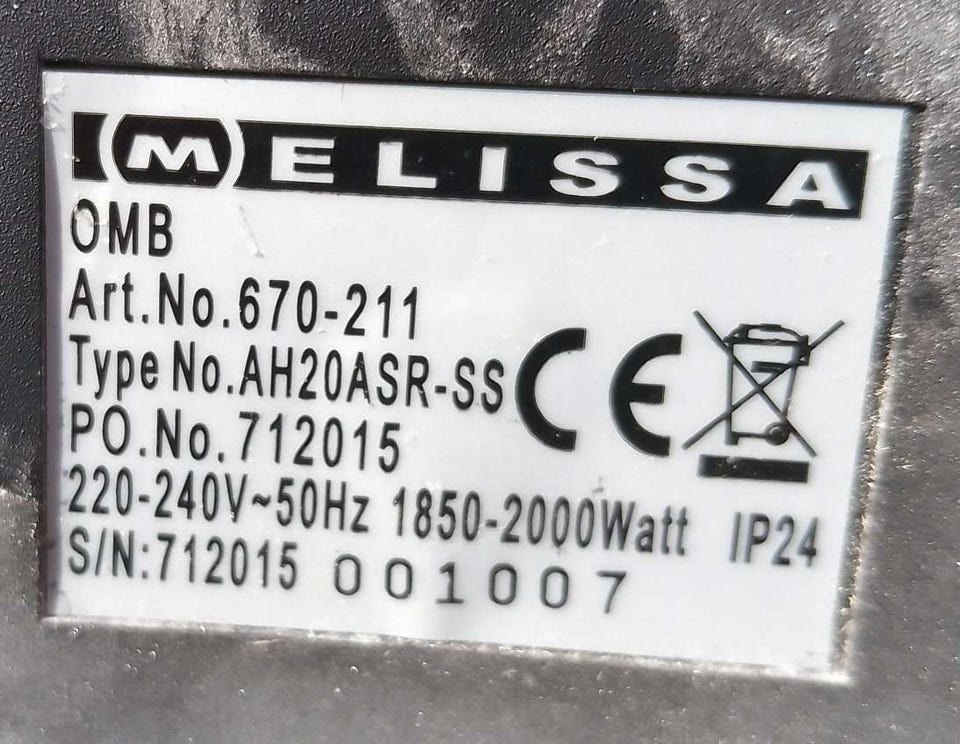 MELISSA
OMB
Art.No.670-211
Type No.AH20ASR-SS
PO.No.712015
220-240V~50Hz 1850-2000Watt IP24
S/N:712015 001007
CE